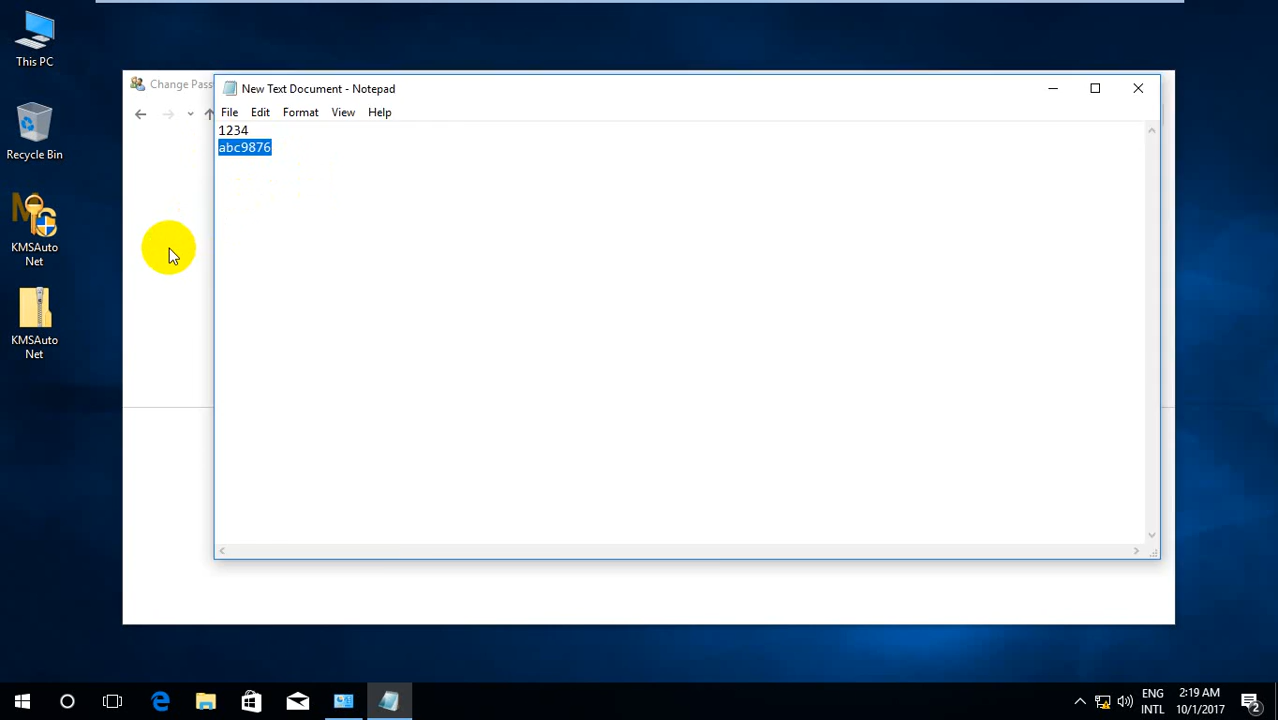 This PC
Recycle Bin
KMSAuto
Net
KMSAuto
Net
Change Pass
New Text Document - Notepad
File Edit Format View Help
1234
abc9876
ENG
INTL
2:19 AM
10/1/2017
2